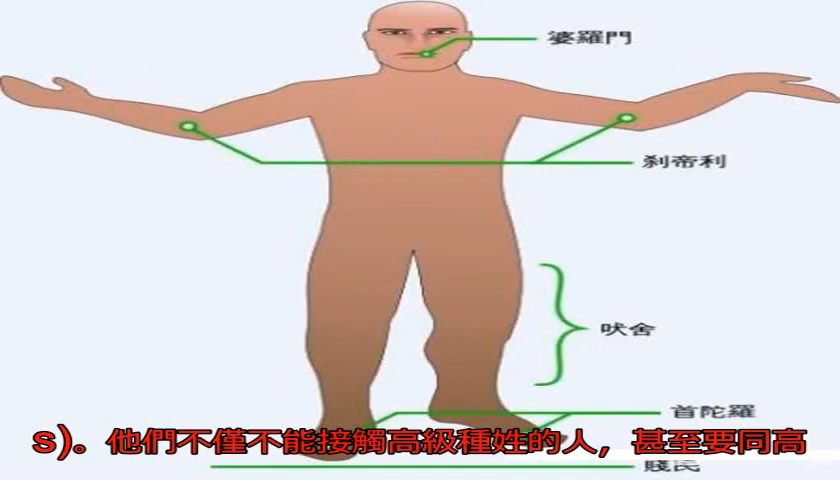 婆羅門
刹帝利
吠舍
首陀羅
s)。他們不僅不能接觸高級種姓的人，甚至要同高
賤民